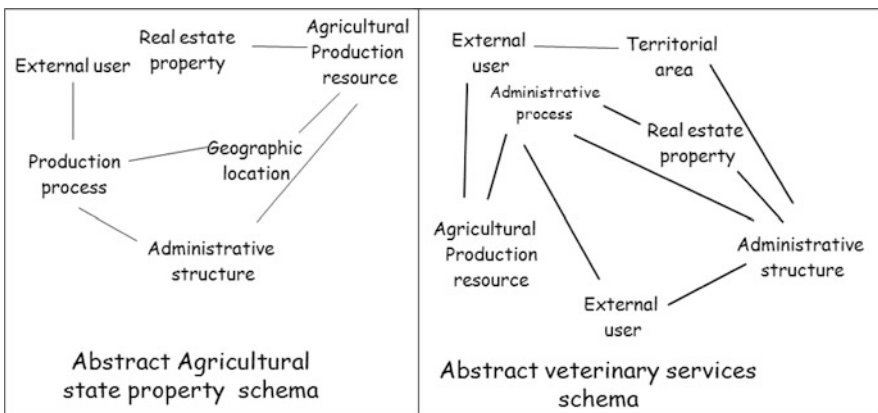 Real estate
property
Agricultural
Production
resource
External user
Geographic
location
Production
process
Administrative
structure
Abstract Agricultural
state property schema
External
user
Territorial
area
Administrative
process
Real estate
property
Agricultural
Production
resource
Administrative
structure
External
user
Abstract veterinary services
schema